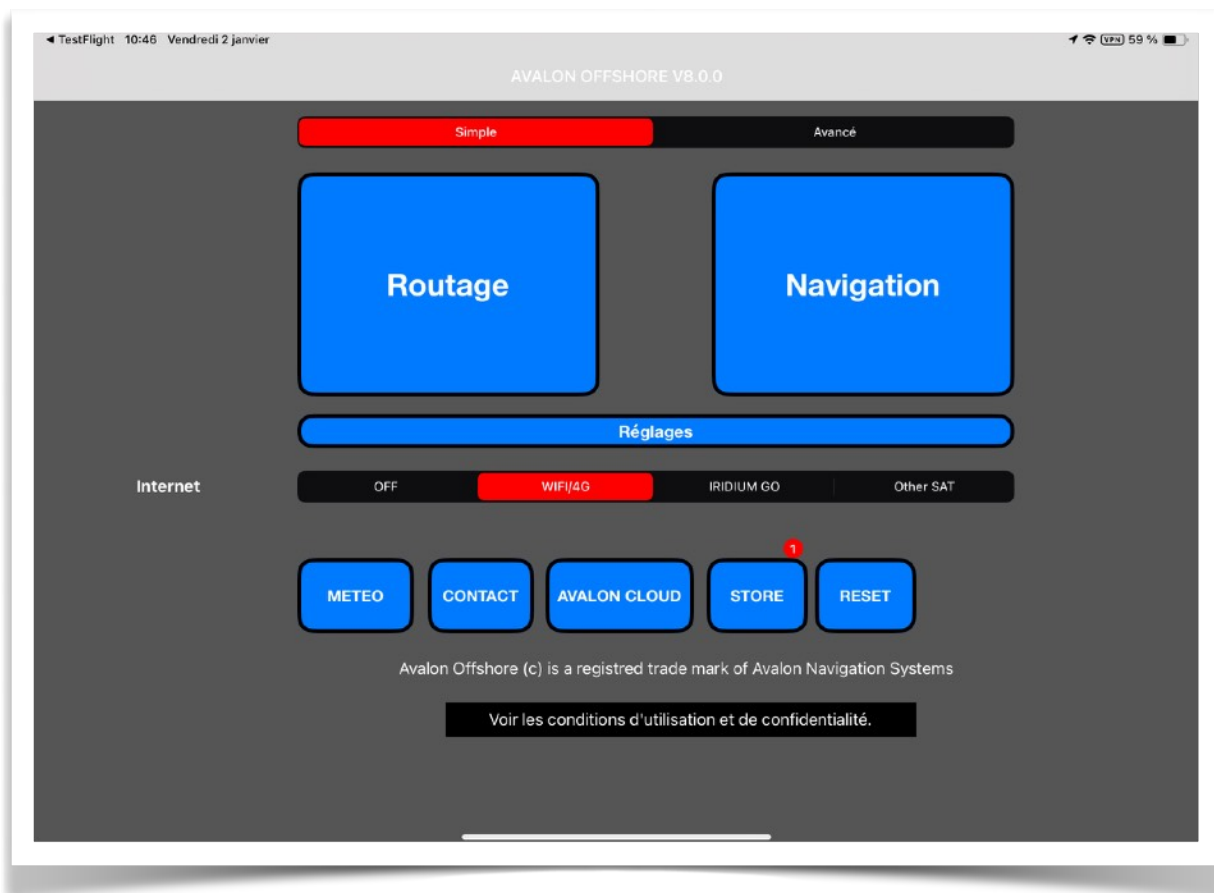 ◀ TestFlight 10:46 Vendredi 2 janvier VPN 59 %
AVALON OFFSHORE V8.0.0
Simple Avancé
Routage Navigation
Réglages
Internet OFF WIFI/4G IRIDIUM GO Other SAT
1
METEO CONTACT AVALON CLOUD STORE RESET
Avalon Offshore (c) is a registred trade mark of Avalon Navigation Systems
Voir les conditions d'utilisation et de confidentialité.